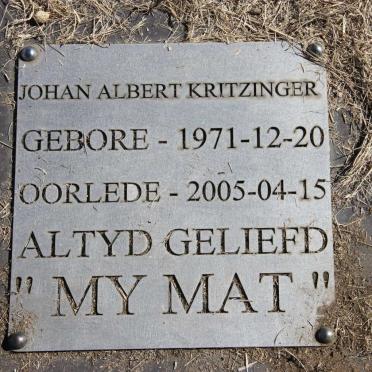 JOHAN ALBERT KRITZINGER
GEBORE - 1971-12-20
OORLEDE - 2005-04-15
ALTYD GELIEFD
" MY MAT "